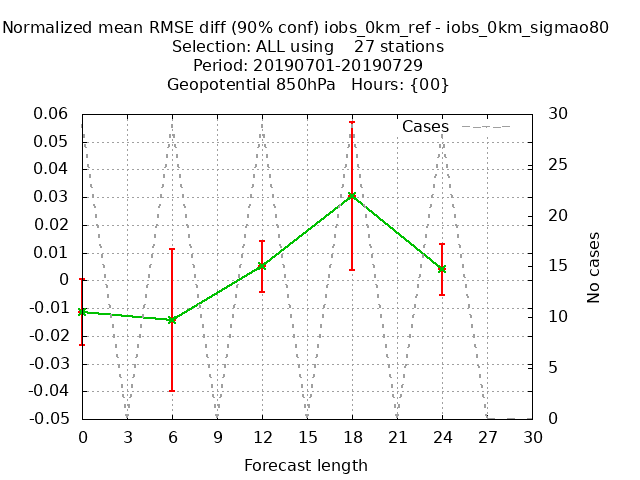 Normalized mean RMSE diff (90% conf) iobs_0km_ref - iobs_0km_sigmao80
Selection: ALL using 27 stations
Period: 20190701-20190729
Geopotential 850hPa Hours: {00}
Cases
0.06
0.05
0.04
0.03
0.02
0.01
0
-0.01
-0.02
-0.03
-0.04
-0.05
30
25
20
15
10
5
0
No cases
0 3 6 9 12 15 18 21 24 27 30
Forecast length